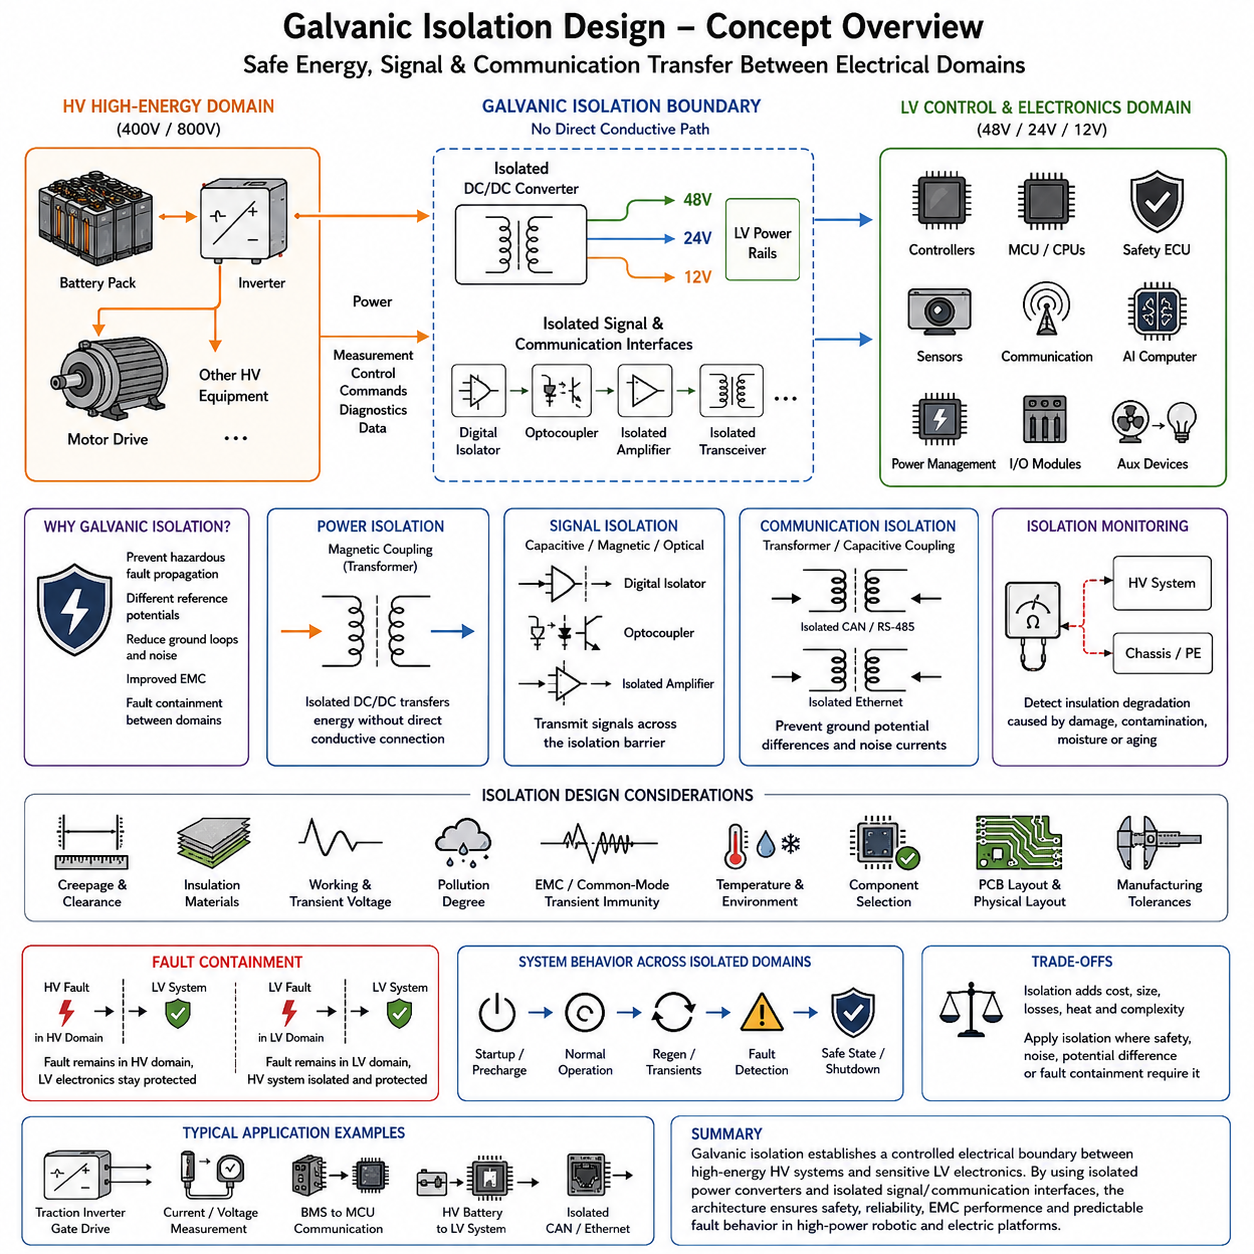 Galvanic Isolation Design – Concept Overview
Safe Energy, Signal & Communication Transfer Between Electrical Domains
HV HIGH-ENERGY DOMAIN
(400V / 800V)
Battery Pack
Inverter
Motor Drive
Other HV
Equipment
...
Power
Measurement
Control
Commands
Diagnostics
Data
GALVANIC ISOLATION BOUNDARY
No Direct Conductive Path
Isolated
DC/DC Converter
48V
24V
12V
LV Power
Rails
Isolated Signal &
Communication Interfaces
Digital
Isolator
Optocoupler
Isolated
Amplifier
Isolated
Transceiver
...
LV CONTROL & ELECTRONICS DOMAIN
(48V / 24V / 12V)
Controllers
MCU / CPUs
Safety ECU
Sensors
Communication
AI Computer
Power Management
I/O Modules
Aux Devices
WHY GALVANIC ISOLATION?
Prevent hazardous
fault propagation
Different reference
potentials
Reduce ground loops
and noise
Improved EMC
Fault containment
between domains
POWER ISOLATION
Magnetic Coupling
(Transformer)
Isolated DC/DC transfers
energy without direct
conductive connection
SIGNAL ISOLATION
Capacitive / Magnetic / Optical
Digital Isolator
Optocoupler
Isolated Amplifier
Transmit signals across
the isolation barrier
COMMUNICATION ISOLATION
Transformer / Capacitive Coupling
Isolated CAN / RS-485
Isolated Ethernet
Prevent ground potential
differences and noise currents
ISOLATION MONITORING
Ω
HV System
Chassis / PE
Detect insulation degradation
caused by damage, contamination,
moisture or aging
ISOLATION DESIGN CONSIDERATIONS
Creepage &
Clearance
Insulation
Materials
Working &
Transient Voltage
Pollution
Degree
EMC / Common-Mode
Transient Immunity
Temperature &
Environment
Component
Selection
PCB Layout &
Physical Layout
Manufacturing
Tolerances
FAULT CONTAINMENT
HV Fault
in HV Domain
LV System
Fault remains in HV domain,
LV electronics stay protected
LV Fault
in LV Domain
LV System
Fault remains in LV domain,
HV system isolated and protected
SYSTEM BEHAVIOR ACROSS ISOLATED DOMAINS
Startup /
Precharge
Normal
Operation
Regen /
Transients
Fault
Detection
Safe State /
Shutdown
TRADE-OFFS
Isolation adds cost, size,
losses, heat and complexity
Apply isolation where safety,
noise, potential difference
or fault containment require it
TYPICAL APPLICATION EXAMPLES
Traction Inverter
Gate Drive
Current / Voltage
Measurement
BMS to MCU
Communication
HV Battery
to LV System
Isolated
CAN / Ethernet
SUMMARY
Galvanic isolation establishes a controlled electrical boundary between
high-energy HV systems and sensitive LV electronics. By using isolated
power converters and isolated signal/communication interfaces, the
architecture ensures safety, reliability, EMC performence and predictable
fault behavior in high-power robotic and electric platforms.